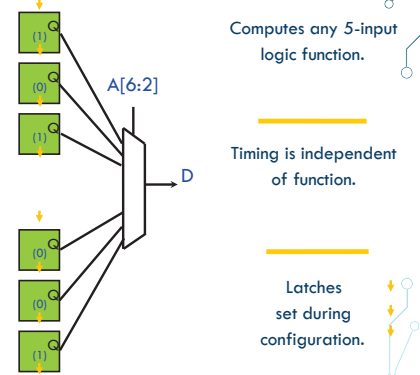 Q
(1)
Q
(0)
A[6:2]
Q
(1)
D
Q
(0)
Q
(0)
Q
(1)
Computes any 5-input
logic function.
Timing is independent
of function.
Latches
set during
configuration.